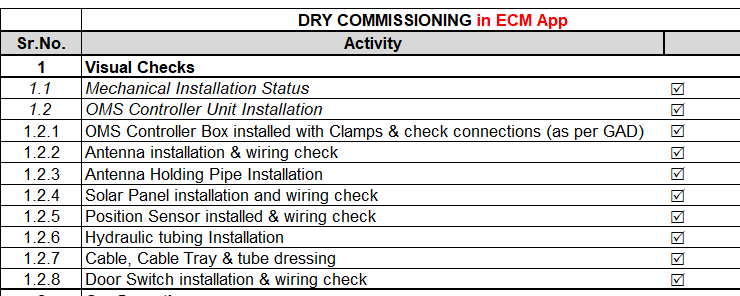 DRY COMMISSIONING in ECM App
Sr.No. Activity
1 Visual Checks
1.1 Mechanical Installation Status ☑
1.2 OMS Controller Unit Installation ☑
1.2.1 OMS Controller Box installed with Clamps & check connections (as per GAD) ☑
1.2.2 Antenna installation & wiring check ☑
1.2.3 Antenna Holding Pipe Installation ☑
1.2.4 Solar Panel installation and wiring check ☑
1.2.5 Position Sensor installed & wiring check ☑
1.2.6 Hydraulic tubing Installation ☑
1.2.7 Cable, Cable Tray & tube dressing ☑
1.2.8 Door Switch installation & wiring check ☑